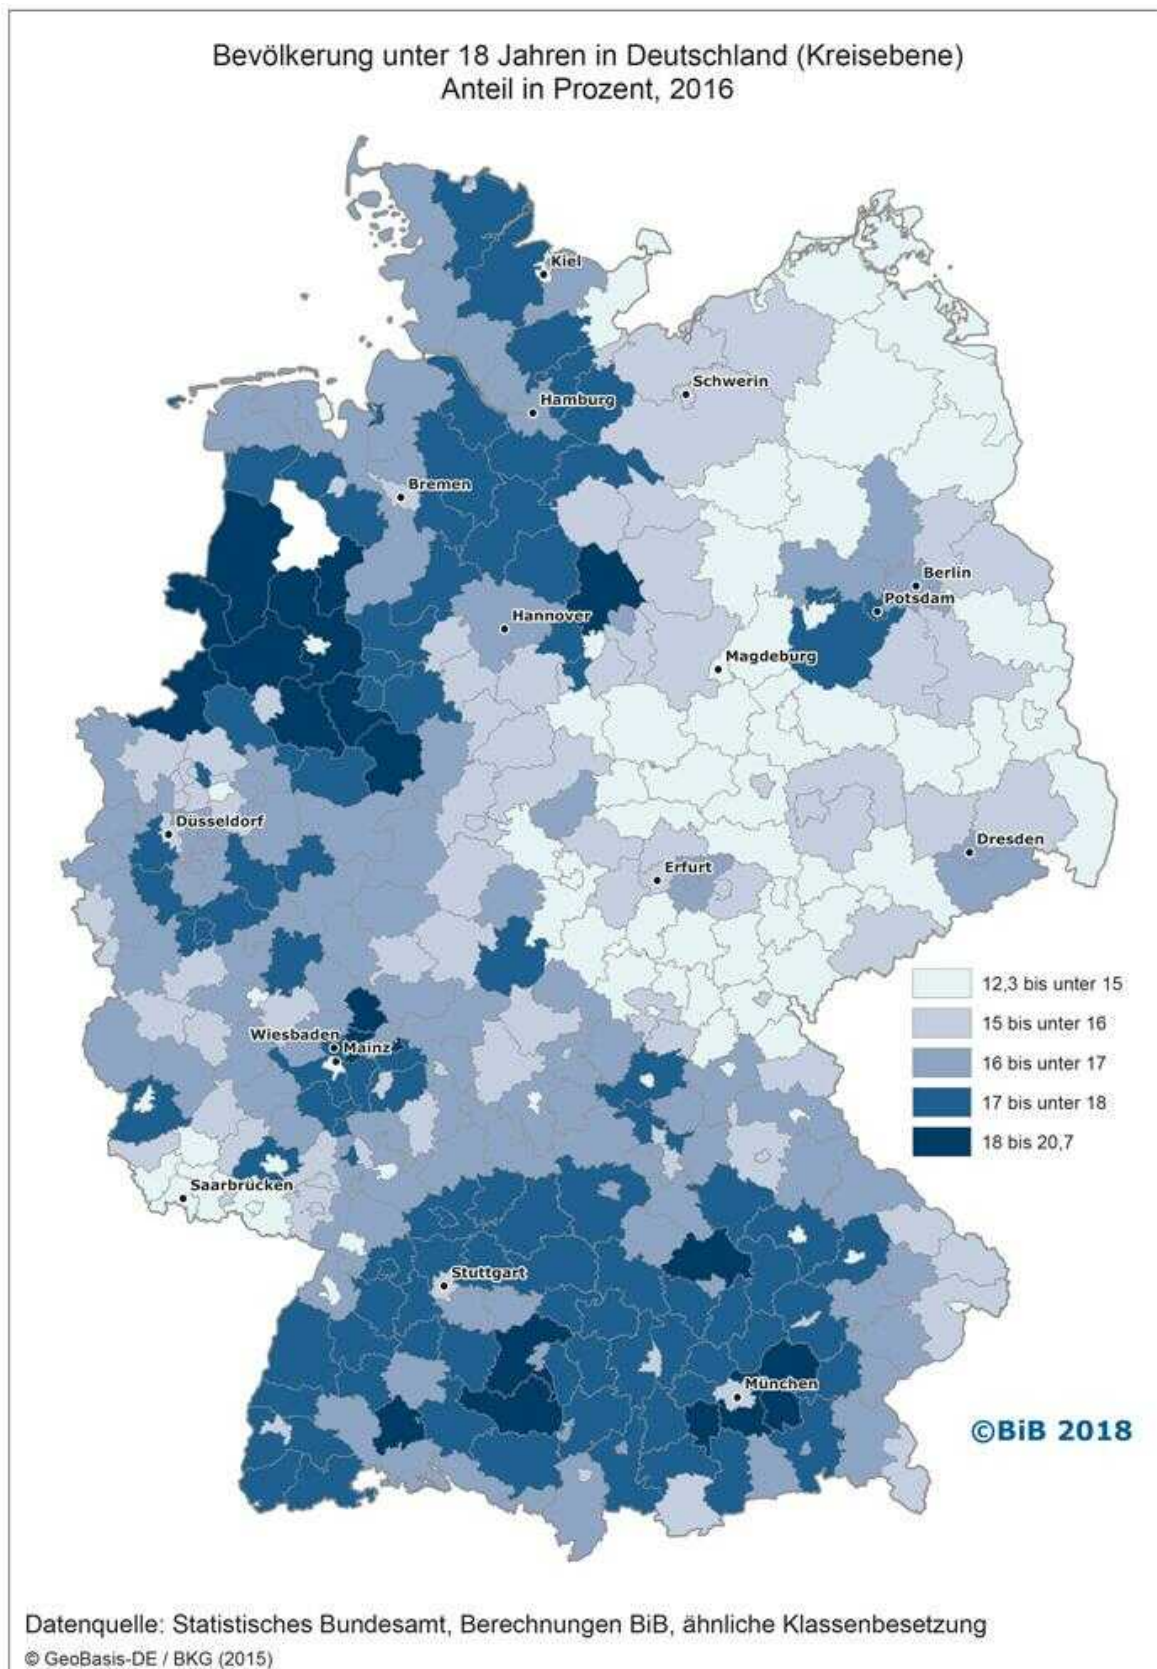 Bevölkerung unter 18 Jahren in Deutschland (Kreisebene)
Anteil in Prozent, 2016
Kiel
Schwerin
Hamburg
Bremen
Berlin
Potsdam
Hannover
Magdeburg
Düsseldorf
Dresden
Erfurt
12,3 bis unter 15
15 bis unter 16
16 bis unter 17
17 bis unter 18
18 bis 20,7
Wiesbaden
Mainz
Saarbrücken
Stuttgart
München
©BiB 2018
Datenquelle: Statistisches Bundesamt, Berechnungen BiB, ähnliche Klassenbesetzung
© GeoBasis-DE / BKG (2015)